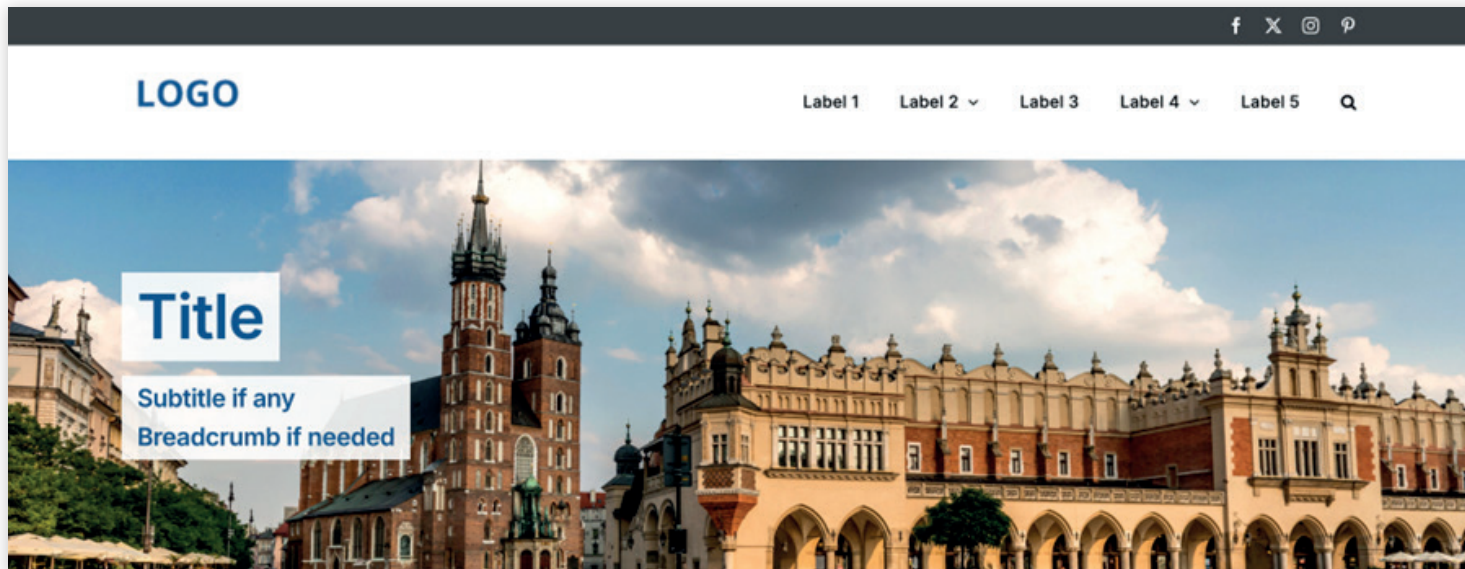 LOGO
Label 1 Label 2 Label 3 Label 4 Label 5
Title
Subtitle if any
Breadcrumb if needed